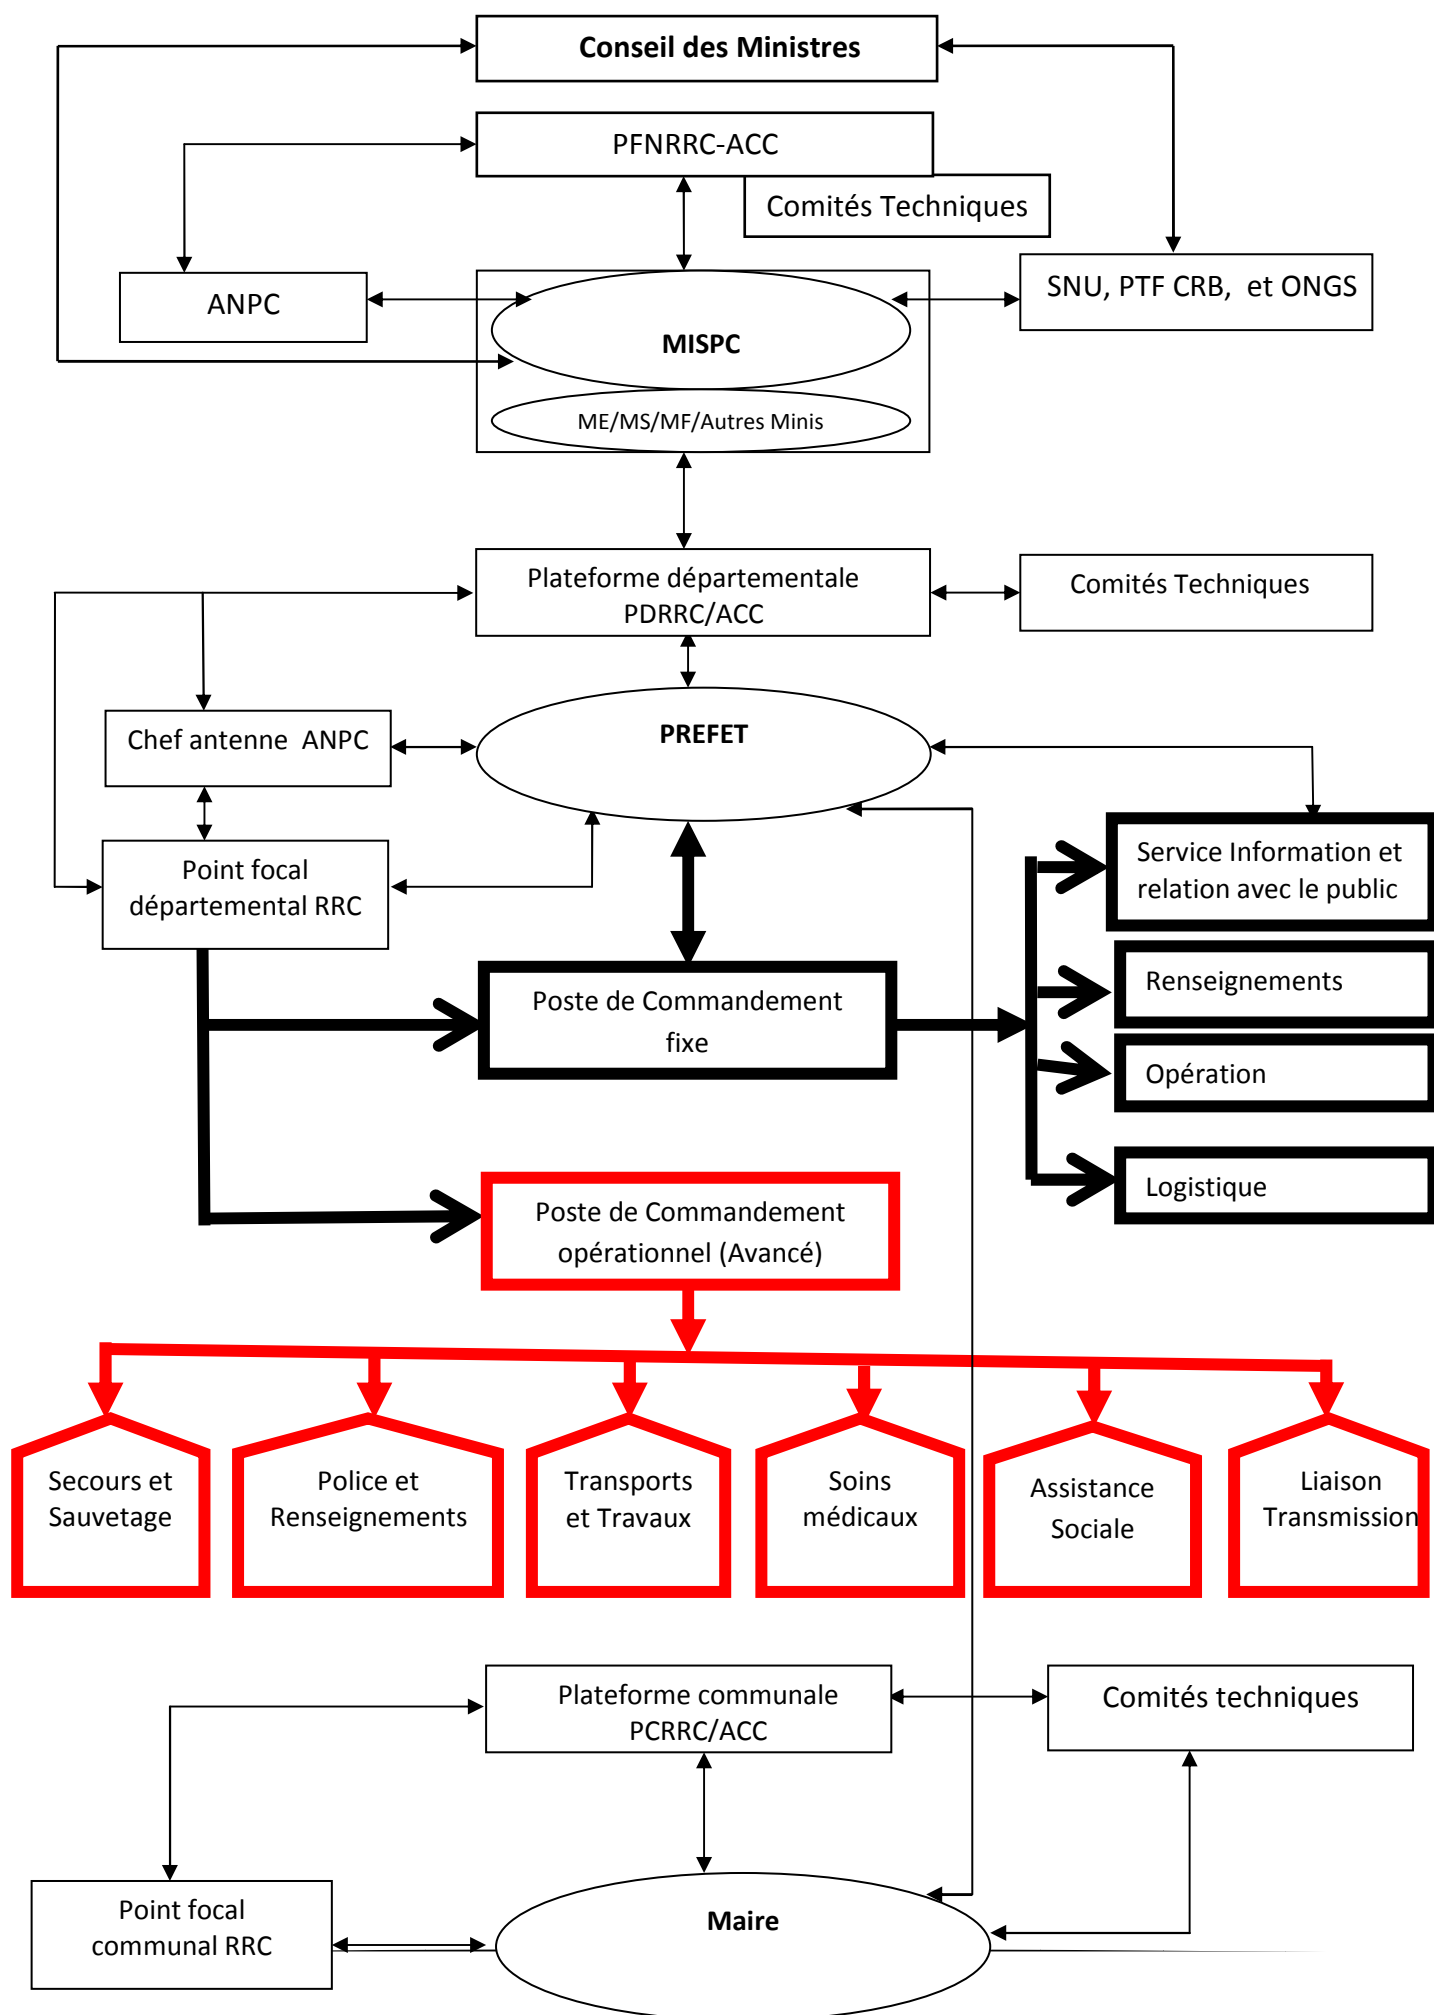 Conseil des Ministres
PFNRRC-ACC
Comités Techniques
ANPC
SNU, PTF CRB, et ONGS
MISPC
ME/MS/MF/Autres Minis
Plateforme départementale
PDRRC/ACC
Comités Techniques
Chef antenne ANPC
PREFET
Point focal
départemental RRC
Service Information et
relation avec le public
Renseignements
Poste de Commandement
fixe
Opération
Logistique
Poste de Commandement
opérationnel (Avancé)
Secours et
Sauvetage
Police et
Renseignements
Transports
et Travaux
Soins
médicaux
Assistance
Sociale
Liaison
Transmission
Plateforme communale
PCRRC/ACC
Comités techniques
Point focal
communal RRC
Maire